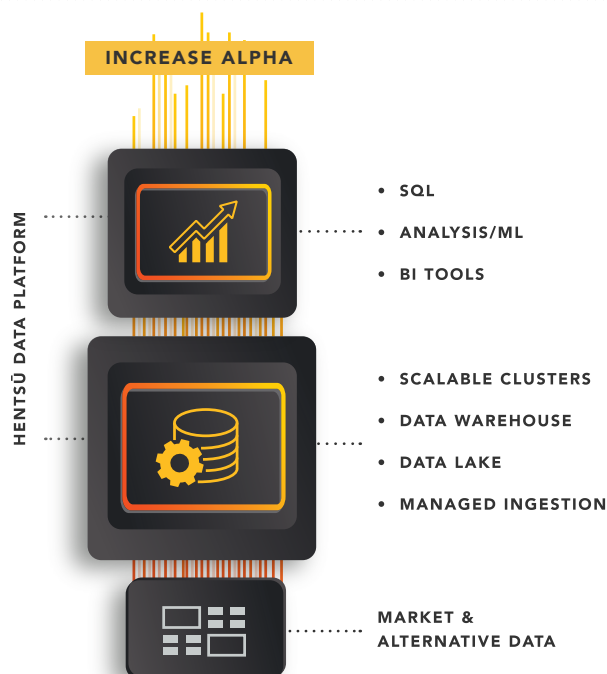 INCREASE ALPHA
HENTSŪ DATA PLATFORM
• SQL
• ANALYSIS/ML
• BI TOOLS
• SCALABLE CLUSTERS
• DATA WAREHOUSE
• DATA LAKE
• MANAGED INGESTION
MARKET &
ALTERNATIVE DATA